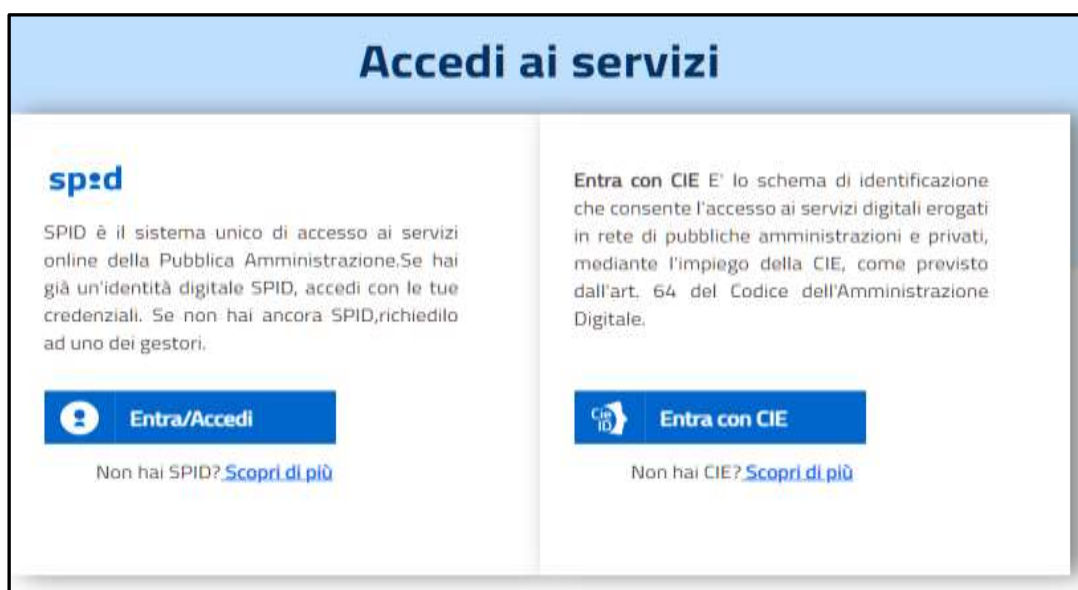 Accedi ai servizi
spid
SPID è il sistema unico di accesso ai servizi
online della Pubblica Amministrazione.Se hai
già un'identità digitale SPID, accedi con le tue
credenziali. Se non hai ancora SPID,richiedilo
ad uno dei gestori.
Entra/Accedi
Non hai SPID? Scopri di più
Entra con CIE E' lo schema di identificazione
che consente l'accesso ai servizi digitali erogati
in rete di pubbliche amministrazioni e privati,
mediante l'impiego della CIE, come previsto
dall'art. 64 del Codice dell'Amministrazione
Digitale.
Cie
ID
Entra con CIE
Non hai CIE? Scopri di più